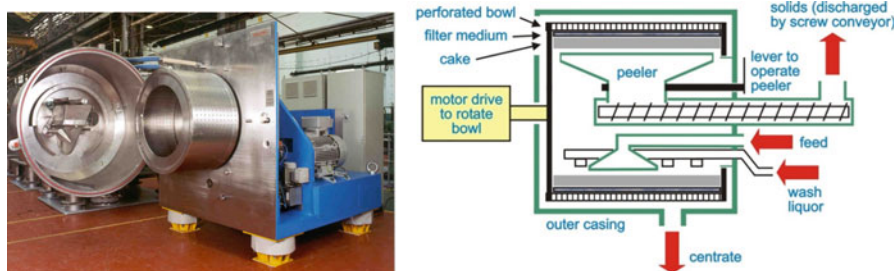 perforated bowl
filter medium
cake
motor drive
to rotate
bowl
peeler
solids (discharged
by screw conveyor)
lever to
operate
peeler
feed
wash
liquor
outer casing
centrate